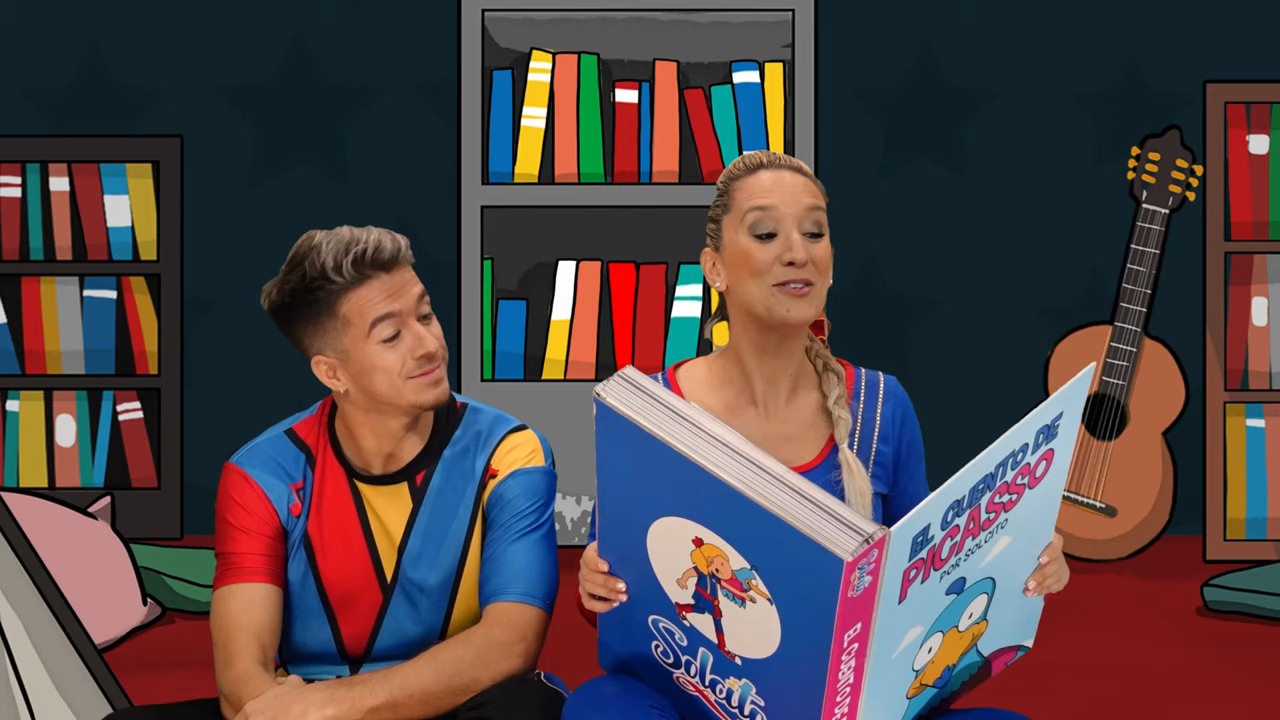 Solcito
EL CUENTO DE
EL CUENTO DE
PICASSO
POR SOLCITO